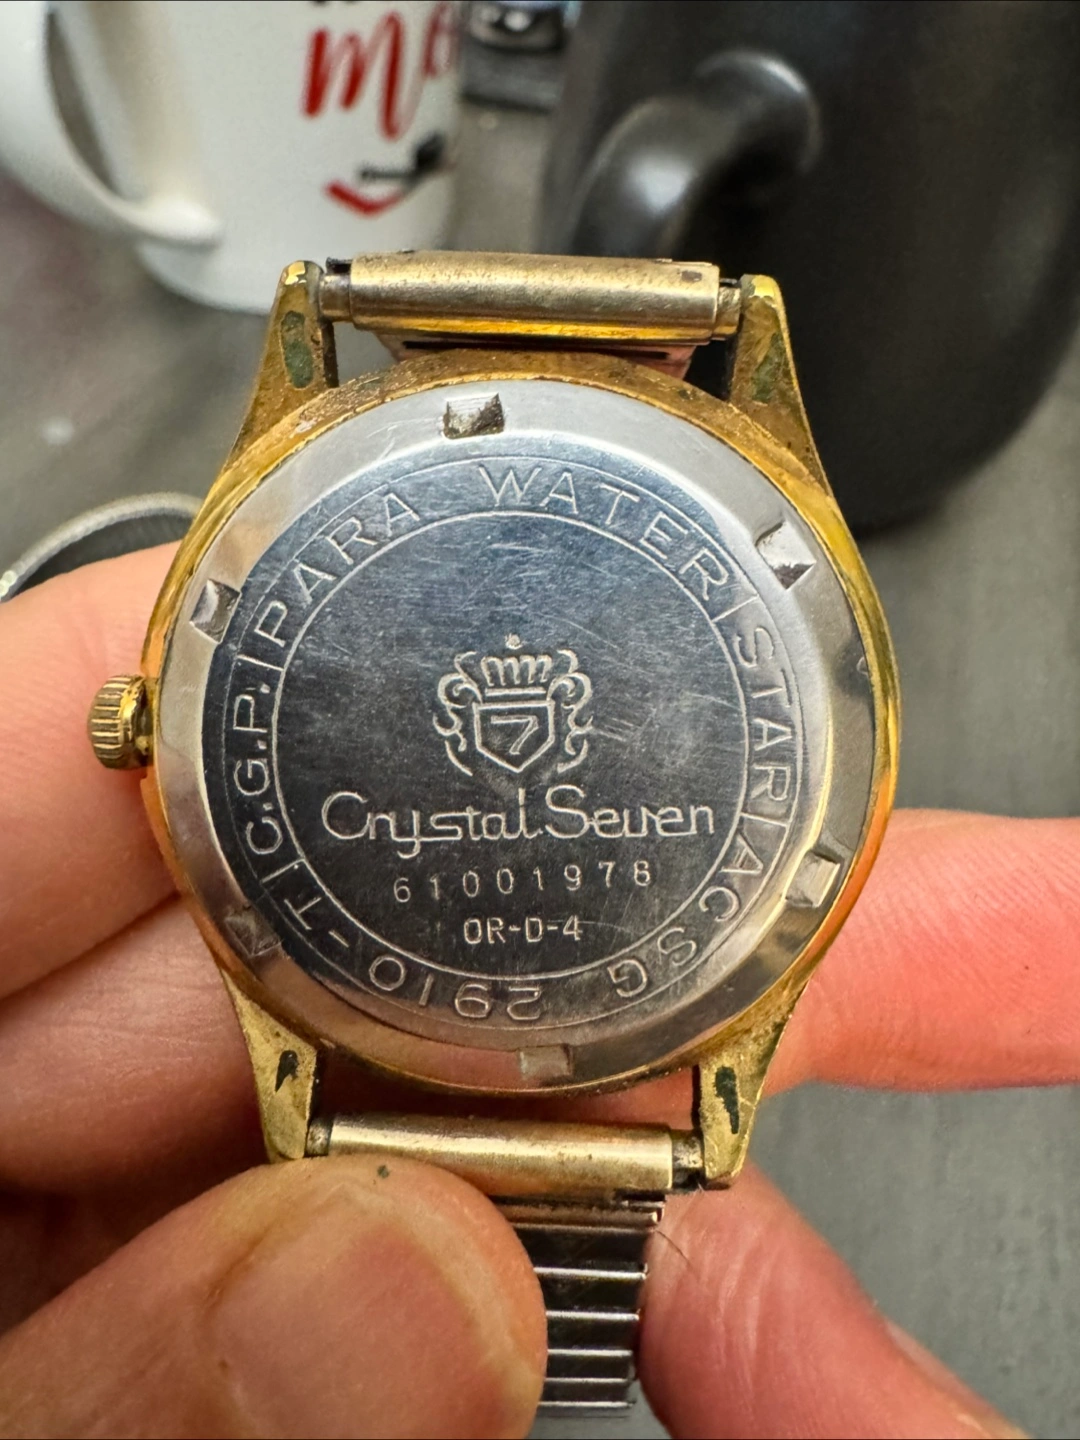 PARA WATER | STAR | ACSG 2910-T | C.G.P. |
7
Crystal Seven
61001978
OR-D-4